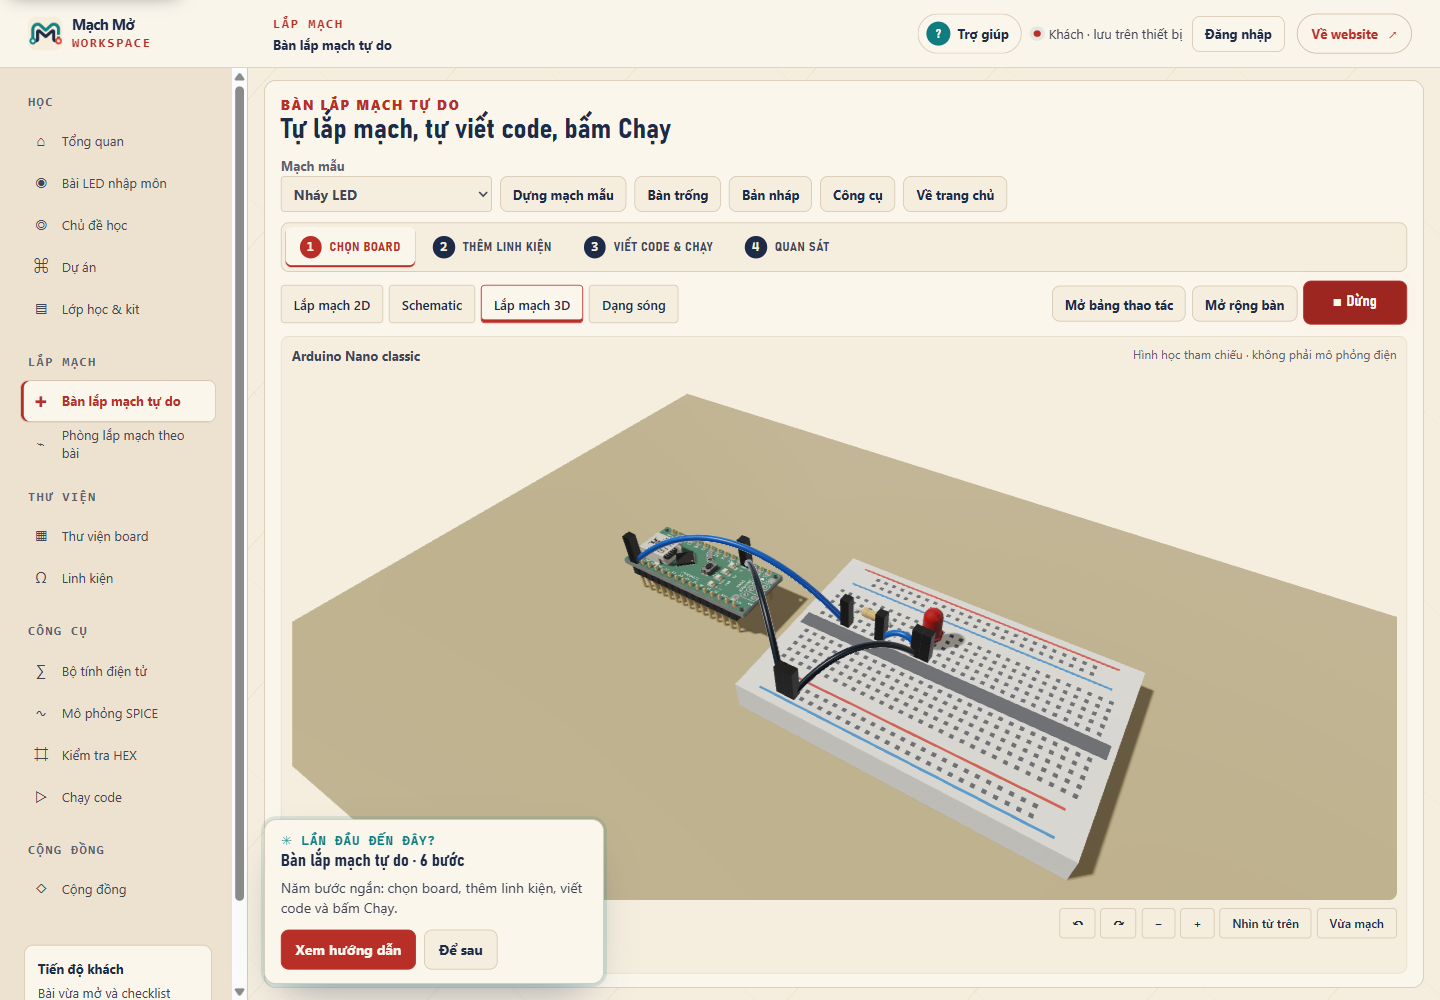 Mạch Mở
WORKSPACE
LẮP MẠCH
Bàn lắp mạch tự do
? Trợ giúp
Khách · lưu trên thiết bị
Đăng nhập
Về website ↗
HỌC
Tổng quan
Bài LED nhập môn
Chủ đề học
Dự án
Lớp học & kit
LẮP MẠCH
Bàn lắp mạch tự do
Phòng lắp mạch theo
bài
THƯ VIỆN
Thư viện board
Linh kiện
CÔNG CỤ
Bộ tính điện tử
Mô phỏng SPICE
Kiểm tra HEX
Chạy code
CỘNG ĐỒNG
Cộng đồng
Tiến độ khách
Bài vừa mở và checklist
BÀN LẮP MẠCH TỰ DO
Tự lắp mạch, tự viết code, bấm Chạy
Mạch mẫu
Nháy LED
Dựng mạch mẫu
Bàn trống
Bản nháp
Công cụ
Về trang chủ
1 CHỌN BOARD
2 THÊM LINH KIỆN
3 VIẾT CODE & CHẠY
4 QUAN SÁT
Lắp mạch 2D
Schematic
Lắp mạch 3D
Dạng sóng
Mở bảng thao tác
Mở rộng bàn
■ Dừng
Arduino Nano classic
Hình học tham chiếu · không phải mô phỏng điện
LẦN ĐẦU ĐẾN ĐÂY?
Bàn lắp mạch tự do · 6 bước
Năm bước ngắn: chọn board, thêm linh kiện, viết
code và bấm Chạy.
Xem hướng dẫn
Để sau
↶
↷
−
+
Nhìn từ trên
Vừa mạch